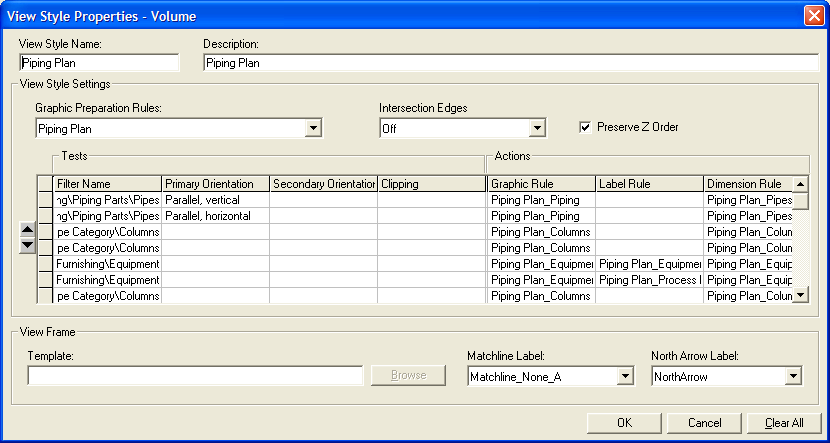 View Style Properties - Volume
View Style Name: Description:
Piping Plan Piping Plan
View Style Settings
Graphic Preparation Rules: Intersection Edges
Piping Plan Off Preserve Z Order
Tests Actions
Filter Name Primary Orientation Secondary Orientation Clipping Graphic Rule Label Rule Dimension Rule
ng\Piping Parts\Pipes Parallel, vertical Piping Plan_Piping Piping Plan_Pipes
ng\Piping Parts\Pipes Parallel, horizontal Piping Plan_Piping Piping Plan_Pipes
pe Category\Columns Piping Plan_Columns Piping Plan_Colun
pe Category\Columns Piping Plan_Columns Piping Plan_Colun
Furnishing\Equipment Piping Plan_Equipmer Piping Plan_Equipmer Piping Plan_Equip
Furnishing\Equipment Piping Plan_Equipmer Piping Plan_Process Piping Plan_Equip
pe Category\Columns Piping Plan_Columns Piping Plan_Colun
View Frame
Template: Matchline Label: North Arrow Label:
Browse Matchline_None_A NorthArrow
OK Cancel Clear All